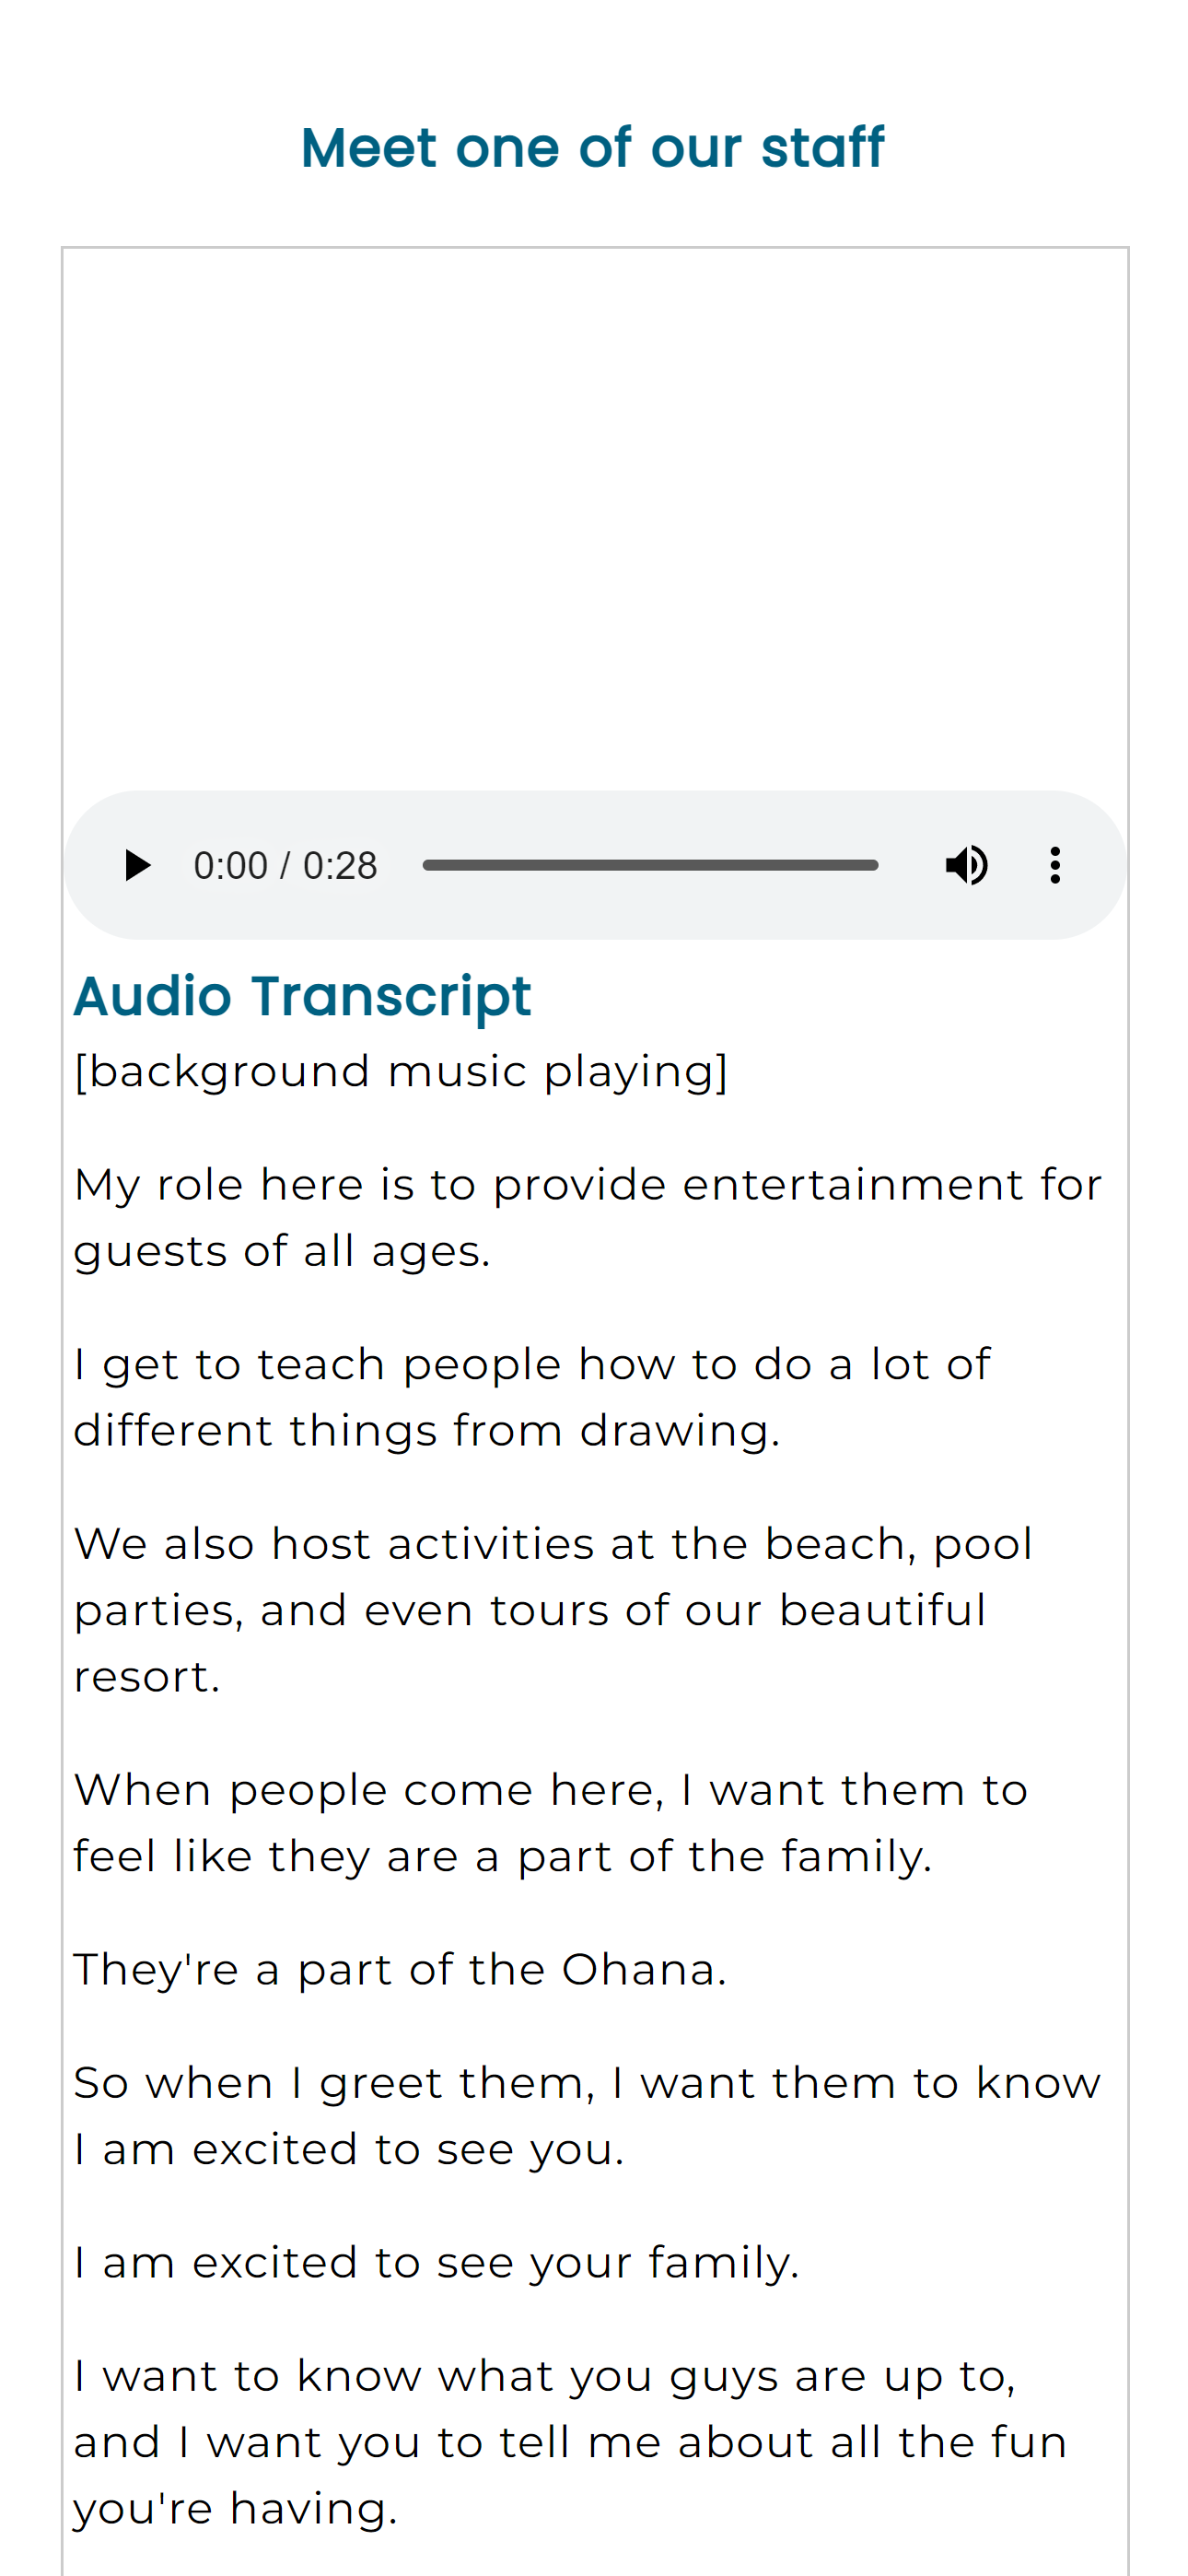 Meet one of our staff
0:00 / 0:28
Audio Transcript
[background music playing]
My role here is to provide entertainment for
guests of all ages.
I get to teach people how to do a lot of
different things from drawing.
We also host activities at the beach, pool
parties, and even tours of our beautiful
resort.
When people come here, I want them to
feel like they are a part of the family.
They're a part of the Ohana.
So when I greet them, I want them to know
I am excited to see you.
I am excited to see your family.
I want to know what you guys are up to,
and I want you to tell me about all the fun
you're having.